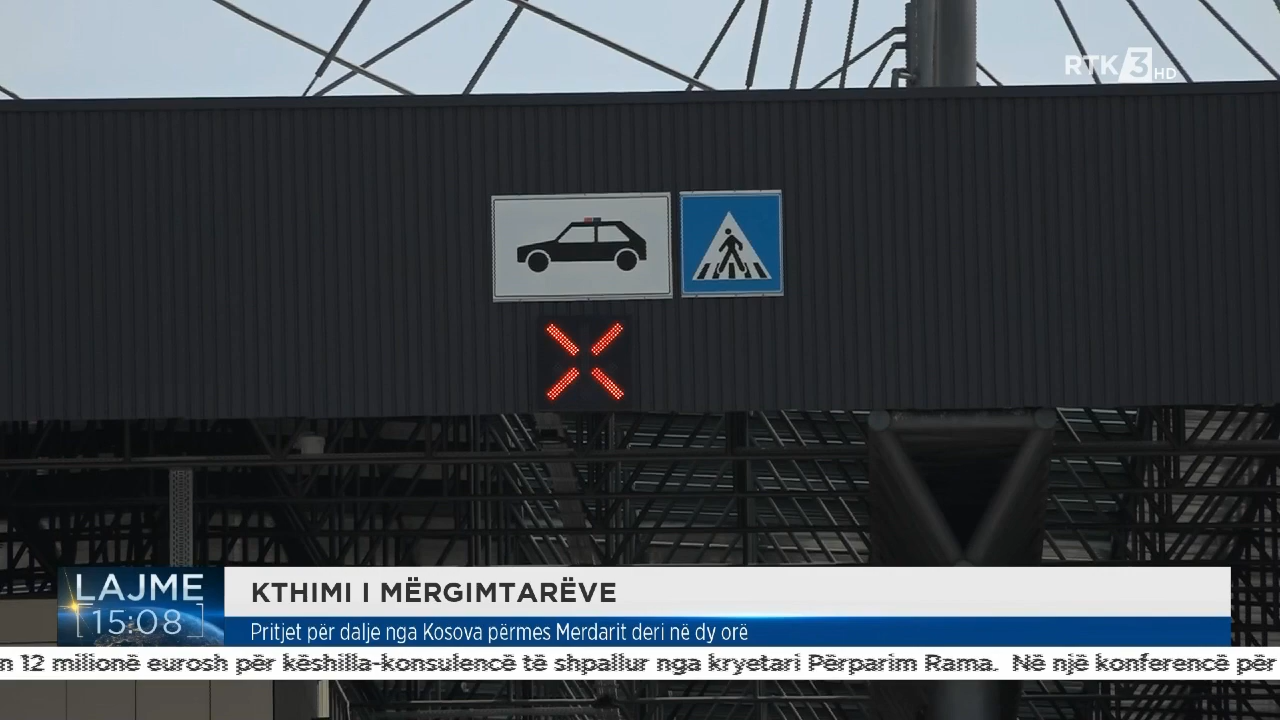 RTK 3 HD
LAJME
15:08
KTHIMI I MËRGIMTARËVE
Pritjet për dalje nga Kosova përmes Merdarit deri në dy orë
12 milionë eurosh për këshilla-konsulencë të shpallur nga kryetari Përparim Rama. Në një konferencë për